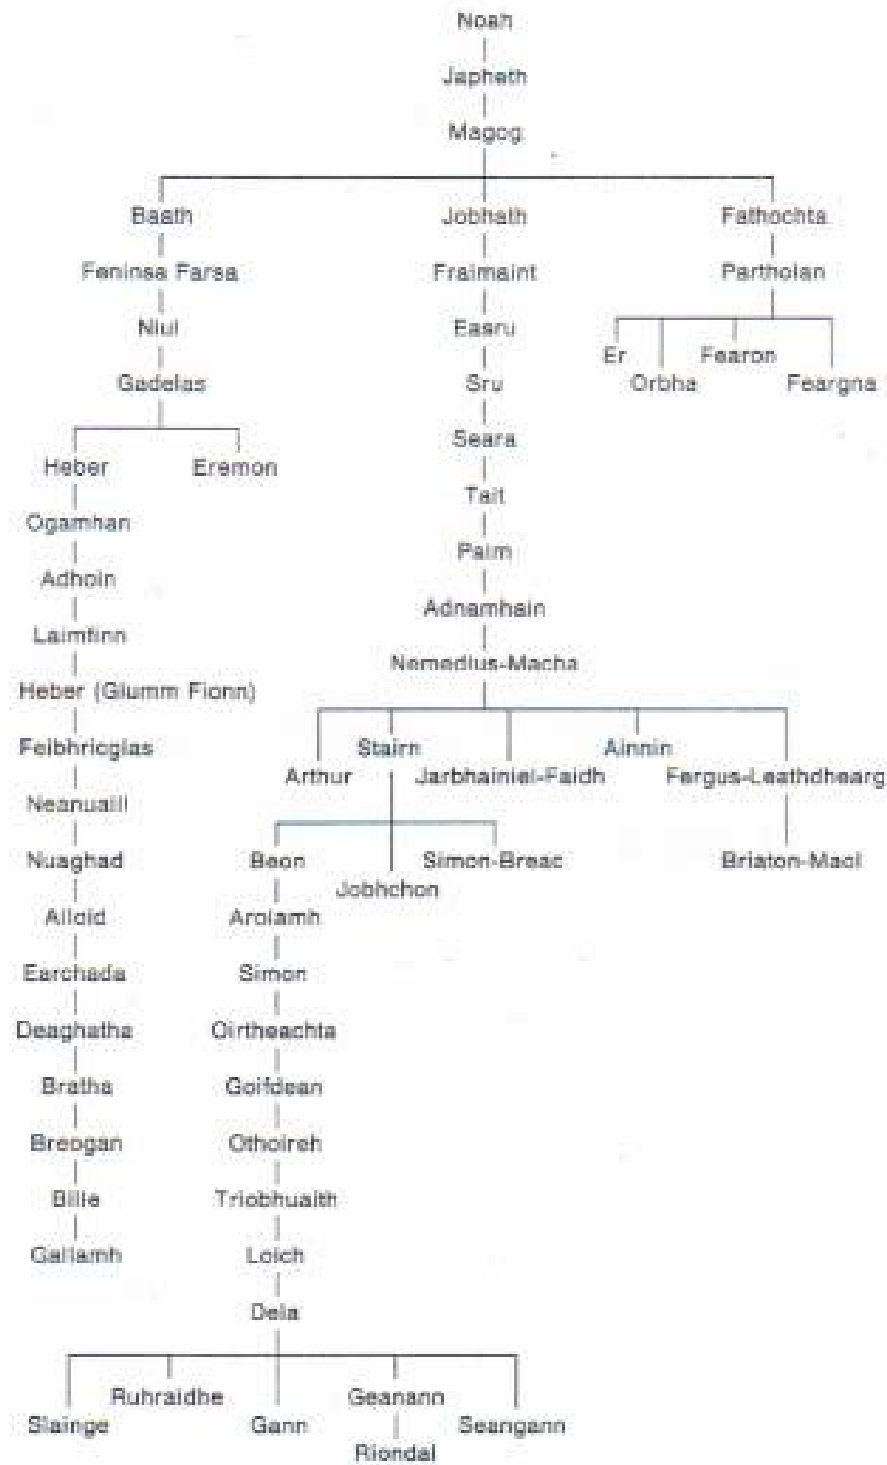 Noah
Japheth
Magog
Baath Jobhath Fathochta
Feninsa Farsa Fraimaint Partholan
Niul Easru
Er Fearon
Gadelas Sru Orbha Feargna
Seara
Heber Eremon
Tait
Ogamhan
Paim
Adhoin
Adnamhain
Laimfinn
Nemedius-Macha
Heber (Glumm Fionn)
Feibhricglas Stairn Ainnin
Arthur Jarbhainiel-Faidh Fergus-Leathdhearg
Neanuaill
Nuaghad Beon Simon-Breac Briaton-Maol
Jobhchon
Alloid Arolamh
Earchada Simon
Deaghatha Oirtheachta
Bratha Goifdean
Breogan Othoireh
Bille Triobhuaith
Gallamh Loich
Dela
Ruhraidhe Geanann
Slainge Gann Seangann
Riondal